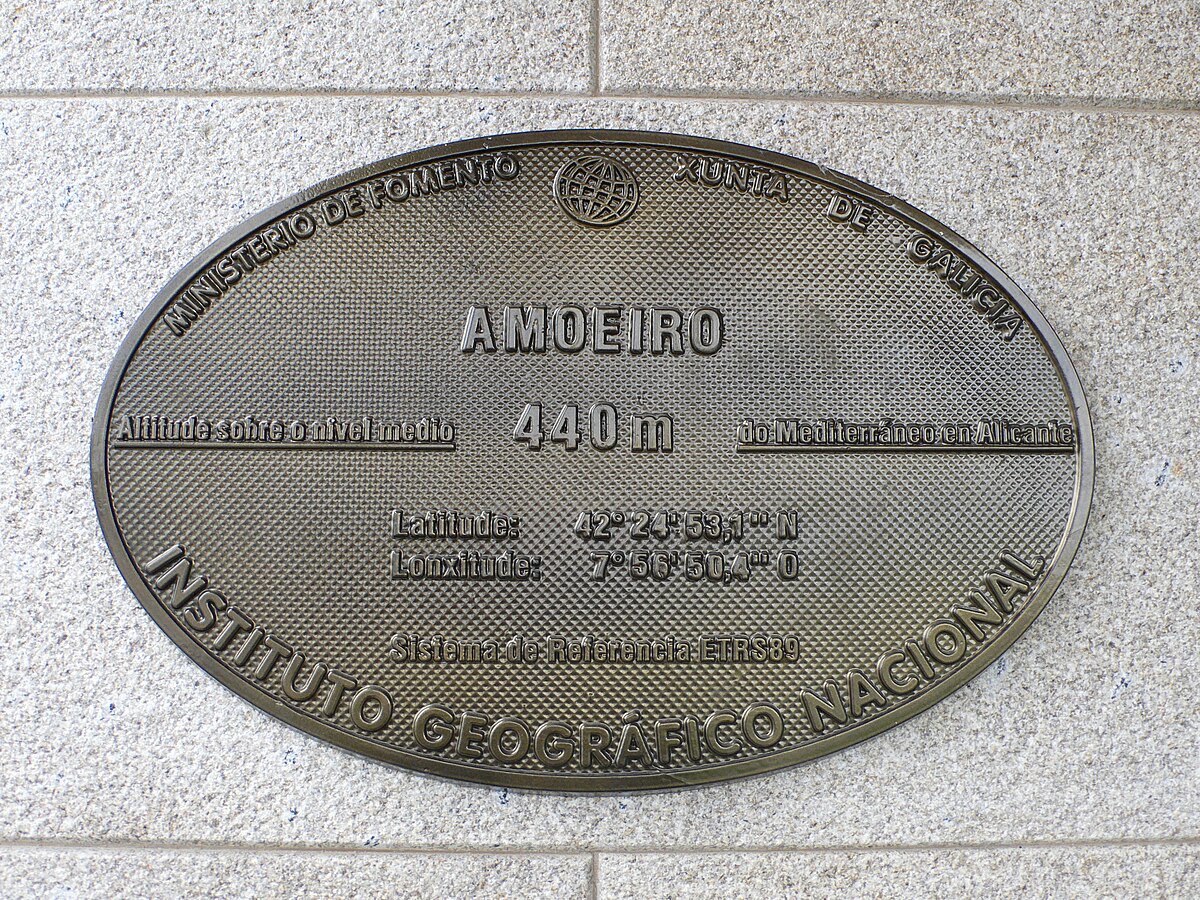 MINISTERIO DE FOMENTO
XUNTA DE GALICIA
AMOEIRO
Altitude sobre o nivel medio 440 m do Mediterráneo en Alicante
Latitude: 42° 24' 53,1" N
Lonxitude: 7° 56' 50,4" O
Sistema de Referencia ETRS89
INSTITUTO GEOGRÁFICO NACIONAL